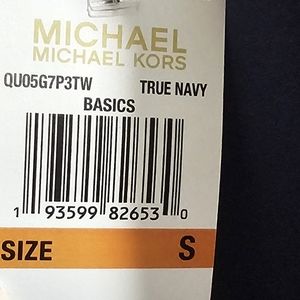 MICHAEL
MICHAEL KORS
QU05G7P3TW TRUE NAVY
BASICS
1 93599 82653 0
SIZE S